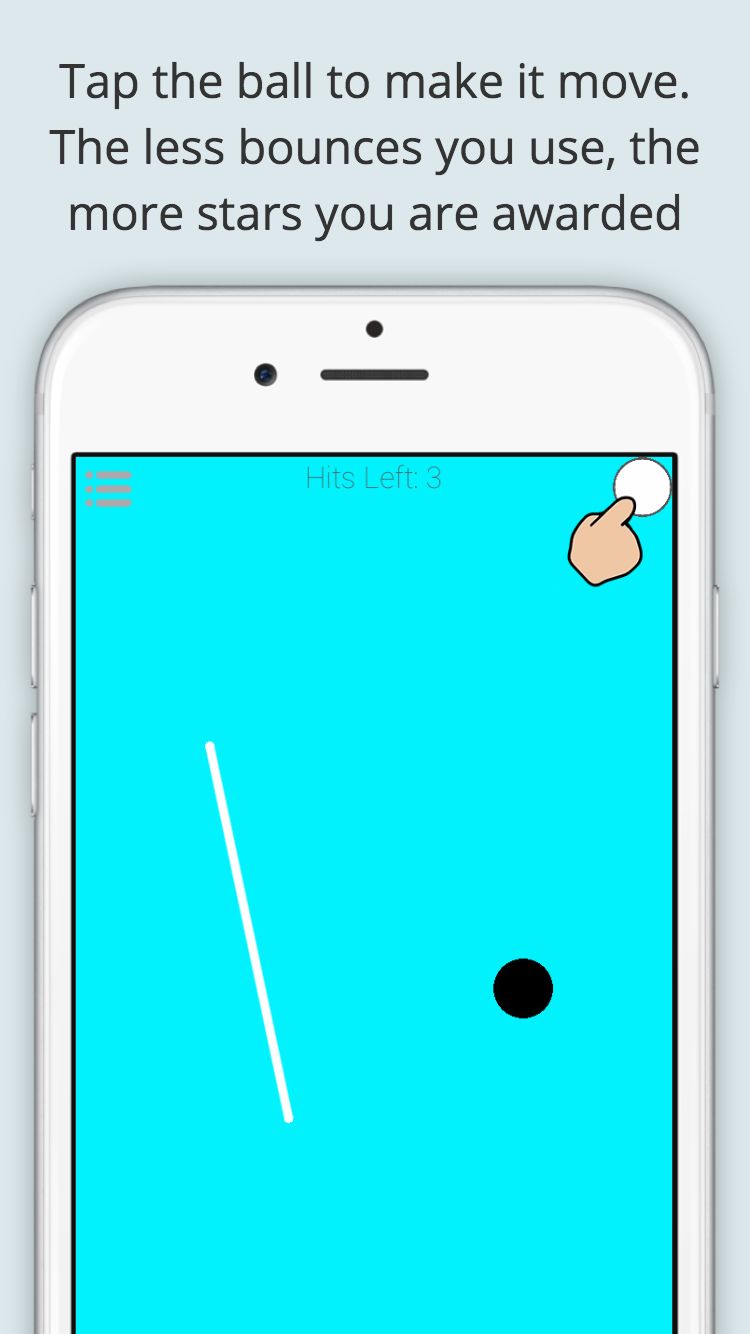 Tap the ball to make it move.
The less bounces you use, the
more stars you are awarded
Hits Left: 3